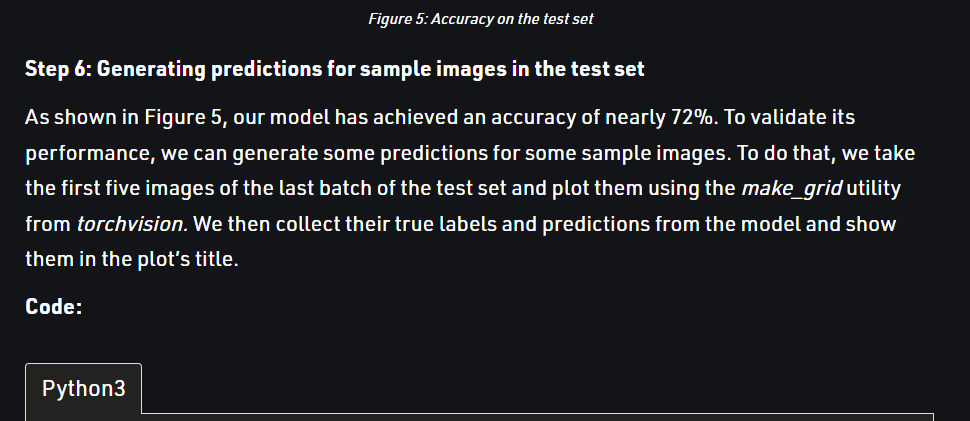 Figure 5: Accuracy on the test set
Step 6: Generating predictions for sample images in the test set
As shown in Figure 5, our model has achieved an accuracy of nearly 72%. To validate its
performance, we can generate some predictions for some sample images. To do that, we take
the first five images of the last batch of the test set and plot them using the make_grid utility
from torchvision. We then collect their true labels and predictions from the model and show
them in the plot's title.
Code:
Python3